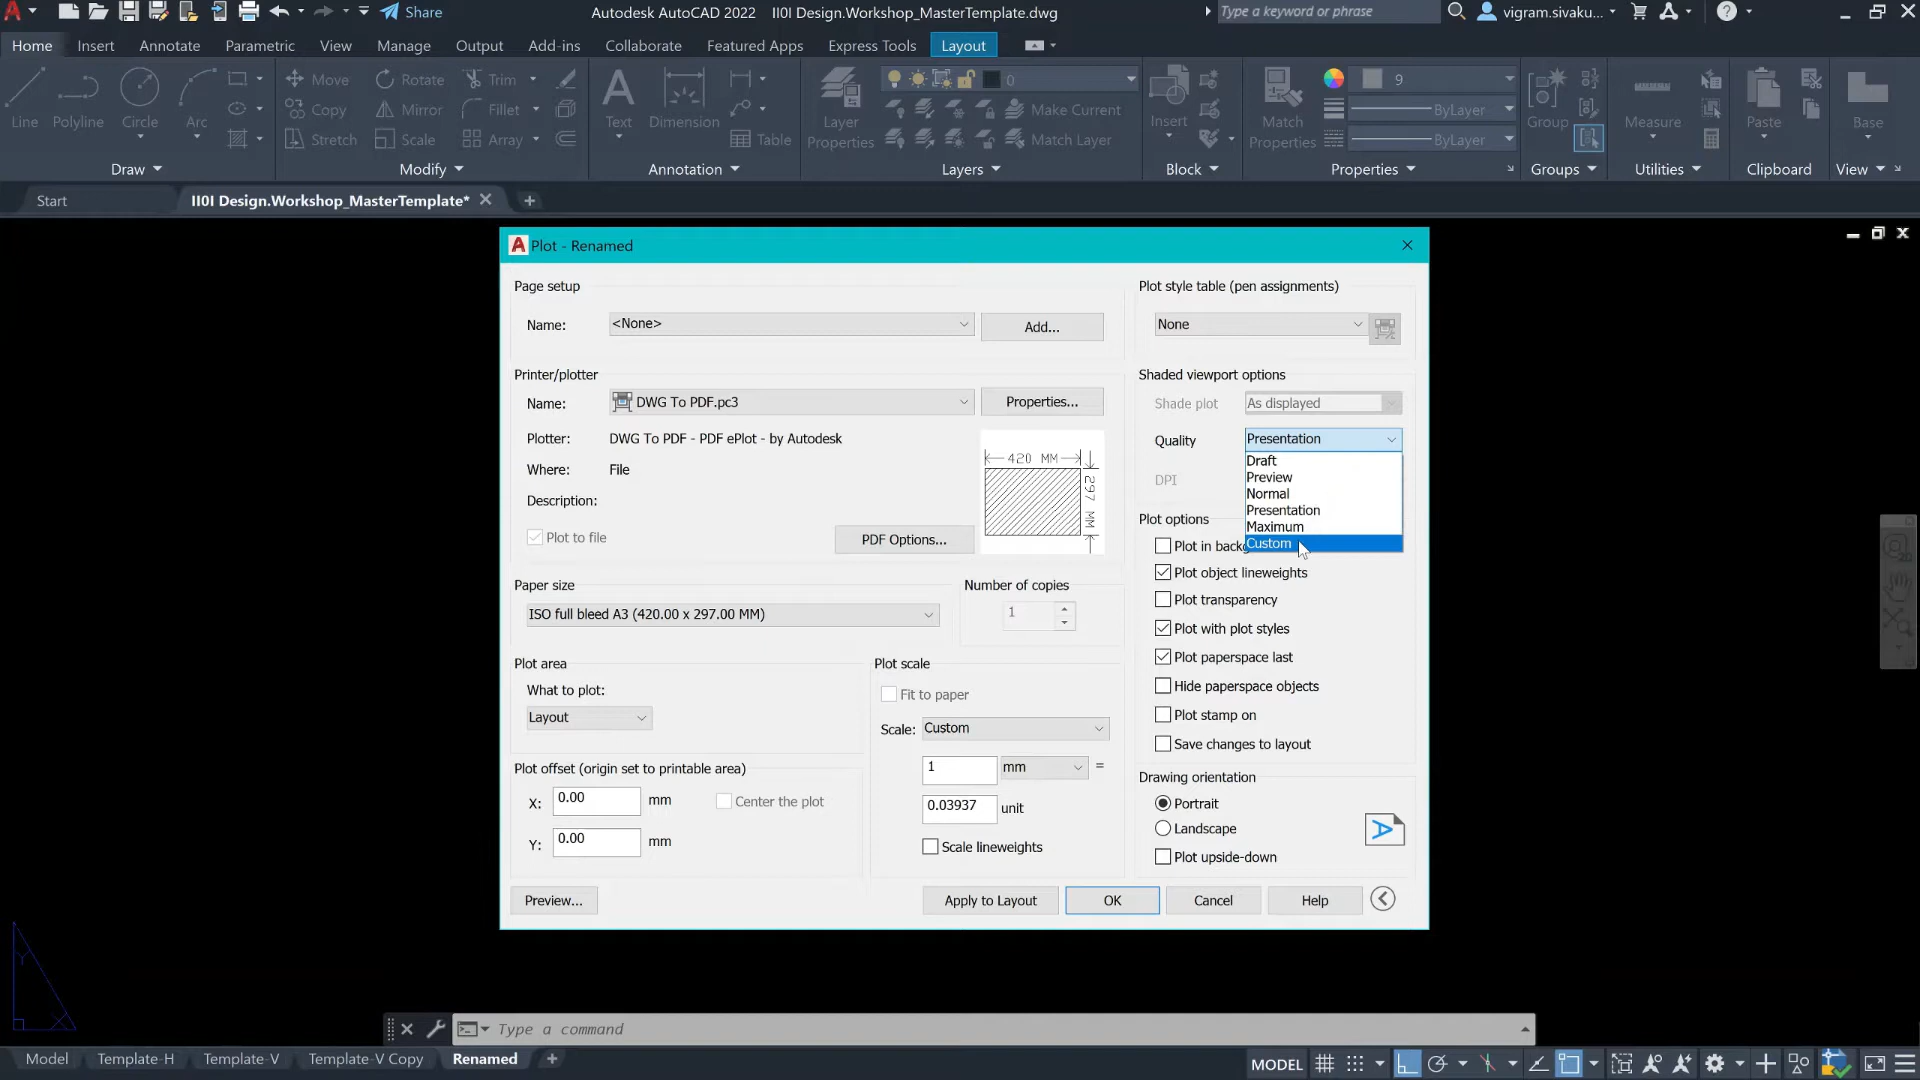 Share
Autodesk AutoCAD 2022 II0I Design.Workshop_MasterTemplate.dwg
Type a keyword or phrase
vigram.sivaku...
Home Insert Annotate Parametric View Manage Output Add-ins Collaborate Featured Apps Express Tools Layout
Line Polyline Circle Arc
Move Rotate Trim
Copy Mirror Fillet
Stretch Scale Array
Text Dimension Table
Layer Properties
0
Make Current
Match Layer
Insert
Match Properties
9
ByLayer
ByLayer
Group
Measure
Paste
Base
Draw Modify Annotation Layers Block Properties Groups Utilities Clipboard View
Start II0I Design.Workshop_MasterTemplate*
Plot - Renamed
Page setup
Name: <None> Add...
Plot style table (pen assignments)
None
Printer/plotter
Name: DWG To PDF.pc3 Properties...
Plotter: DWG To PDF - PDF ePlot - by Autodesk
Where: File
Description:
Plot to file PDF Options...
420 MM
297 MM
Shaded viewport options
Shade plot As displayed
Quality Presentation
Draft
Preview
Normal
Presentation
Maximum
Custom
DPI
Paper size
ISO full bleed A3 (420.00 x 297.00 MM)
Number of copies
1
Plot options
Plot in backg
Plot object lineweights
Plot transparency
Plot with plot styles
Plot paperspace last
Hide paperspace objects
Plot stamp on
Save changes to layout
Plot area
What to plot:
Layout
Plot scale
Fit to paper
Scale: Custom
1 mm =
0.03937 unit
Scale lineweights
Plot offset (origin set to printable area)
X: 0.00 mm Center the plot
Y: 0.00 mm
Drawing orientation
Portrait
Landscape
Plot upside-down
Preview... Apply to Layout OK Cancel Help
Type a command
Model Template-H Template-V Template-V Copy Renamed
MODEL